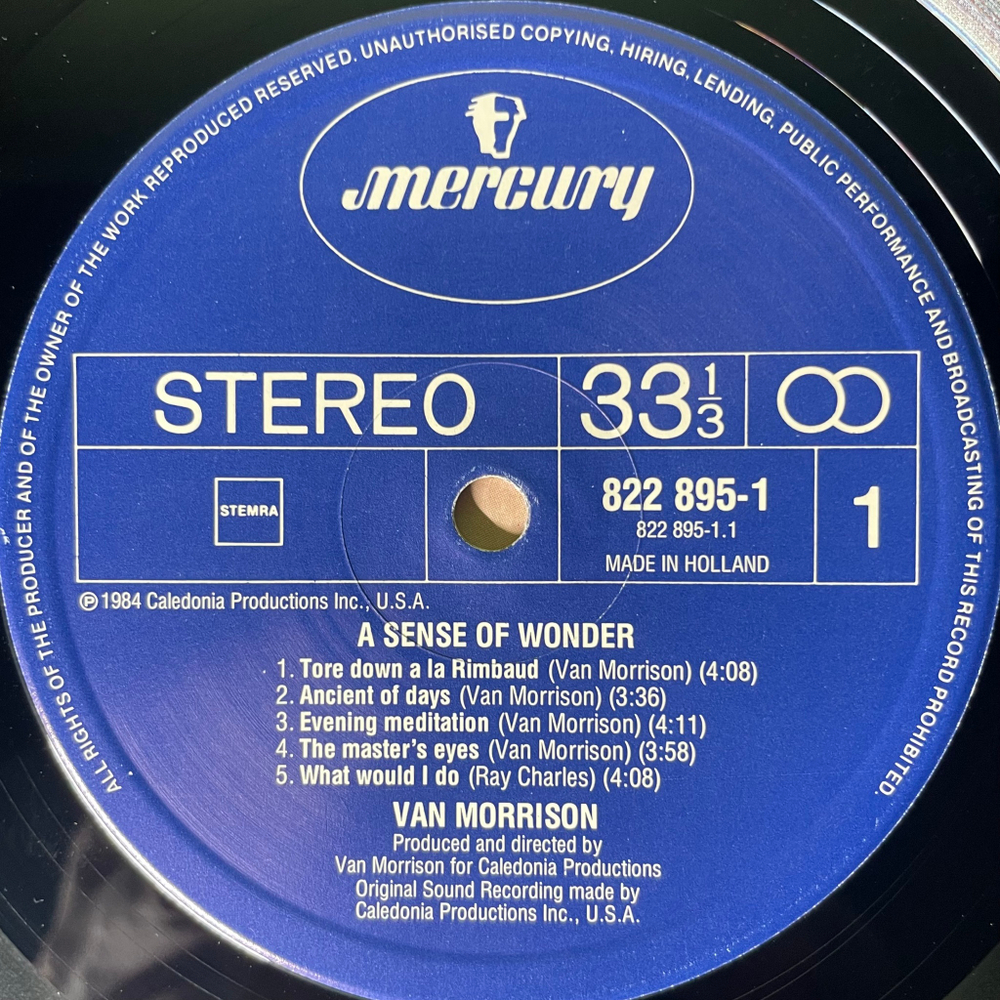 ALL RIGHTS OF THE PRODUCER AND OF THE OWNER OF THE WORK REPRODUCED RESERVED. UNAUTHORISED COPYING, HIRING, LENDING, PUBLIC PERFORMANCE AND BROADCASTING OF THIS RECORD PROHIBITED.
mercury
STEREO
33 1/3
STEMRA
822 895-1
822 895-1.1
MADE IN HOLLAND
1
℗ 1984 Caledonia Productions Inc., U.S.A.
A SENSE OF WONDER
1. Tore down a la Rimbaud (Van Morrison) (4:08)
2. Ancient of days (Van Morrison) (3:36)
3. Evening meditation (Van Morrison) (4:11)
4. The master's eyes (Van Morrison) (3:58)
5. What would I do (Ray Charles) (4:08)
VAN MORRISON
Produced and directed by
Van Morrison for Caledonia Productions
Original Sound Recording made by
Caledonia Productions Inc., U.S.A.